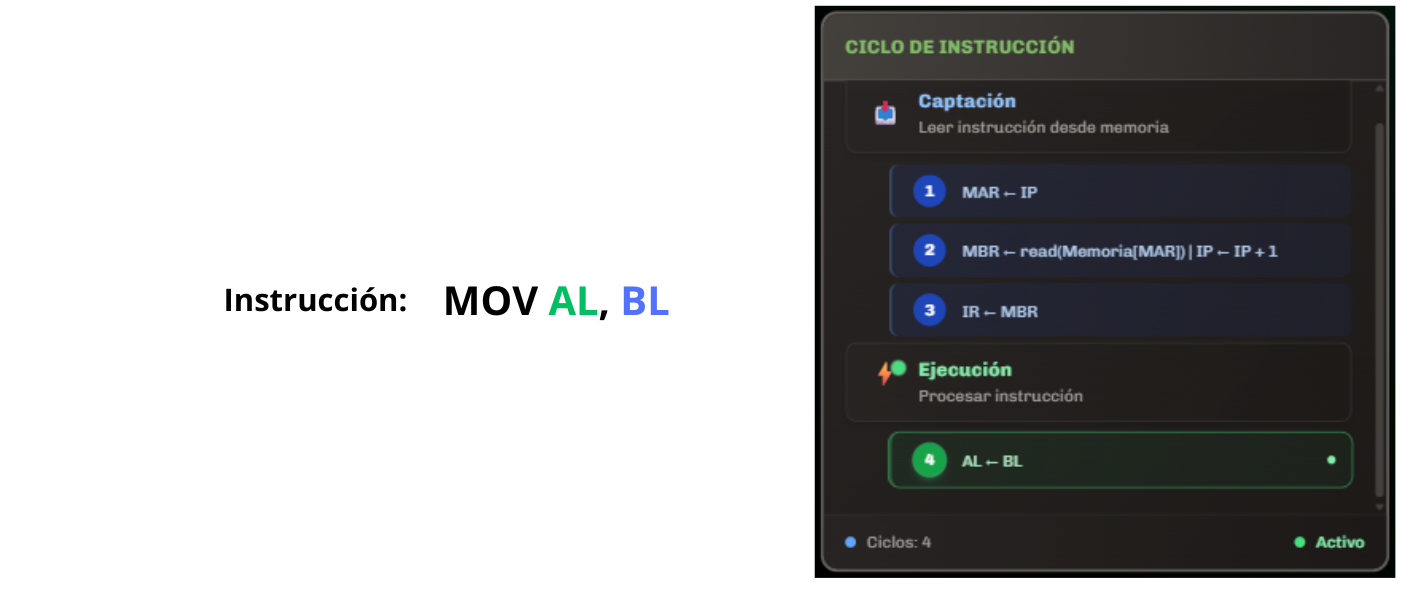 Instrucción: MOV AL, BL
CICLO DE INSTRUCCIÓN
Captación
Leer instrucción desde memoria
1 MAR ← IP
2 MBR ← read(Memoria[MAR]) | IP ← IP + 1
3 IR ← MBR
Ejecución
Procesar instrucción
4 AL ← BL
Ciclos: 4
Activo